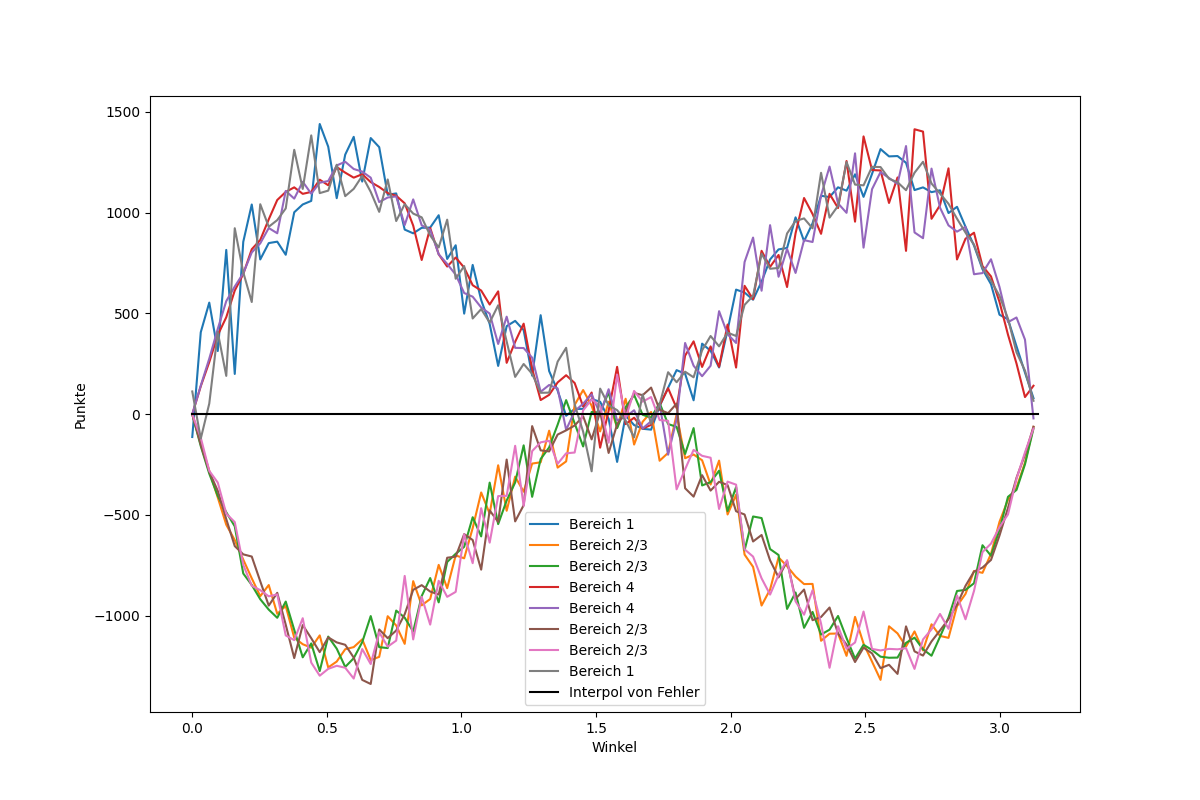 1500
1000
500
0
−500
−1000
Punkte
0.0 0.5 1.0 1.5 2.0 2.5 3.0
Winkel
Bereich 1
Bereich 2/3
Bereich 2/3
Bereich 4
Bereich 4
Bereich 2/3
Bereich 2/3
Bereich 1
Interpol von Fehler